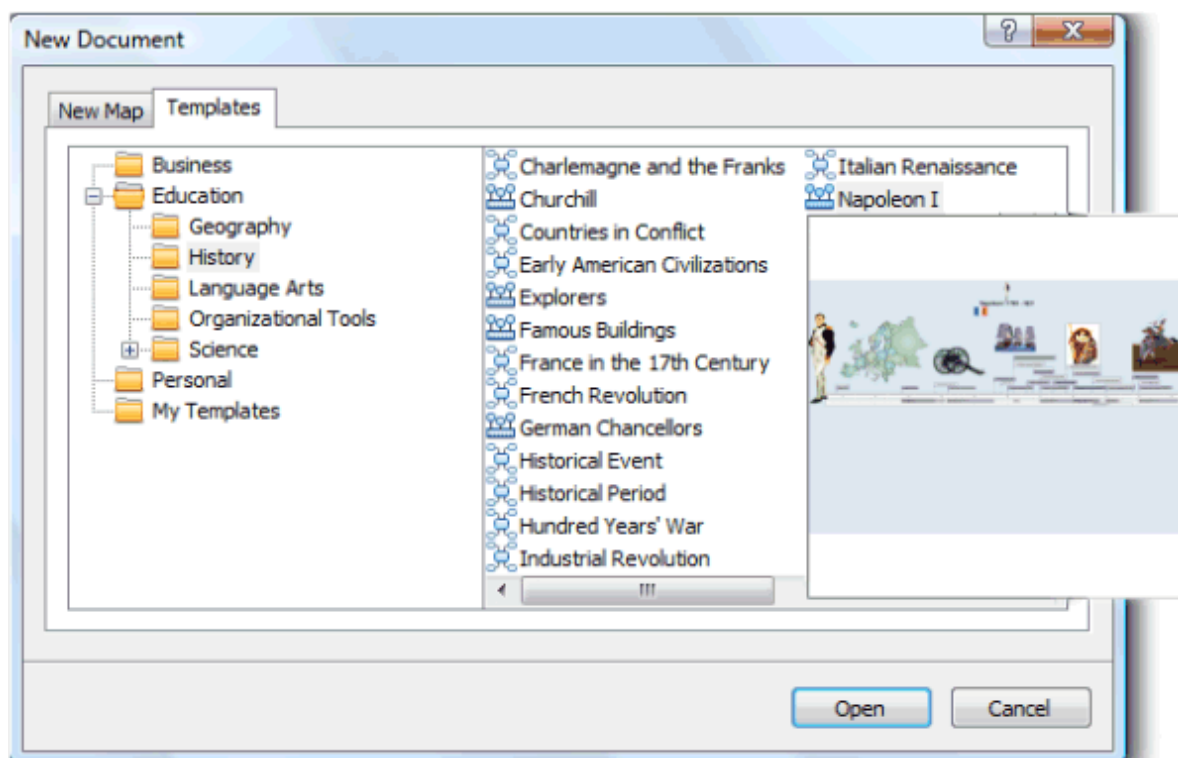 New Document
New Map
Templates
Business
Education
Geography
History
Language Arts
Organizational Tools
Science
Personal
My Templates
Charlemagne and the Franks
Churchill
Countries in Conflict
Early American Civilizations
Explorers
Famous Buildings
France in the 17th Century
French Revolution
German Chancellors
Historical Event
Historical Period
Hundred Years' War
Industrial Revolution
Italian Renaissance
Napoleon I
Open
Cancel